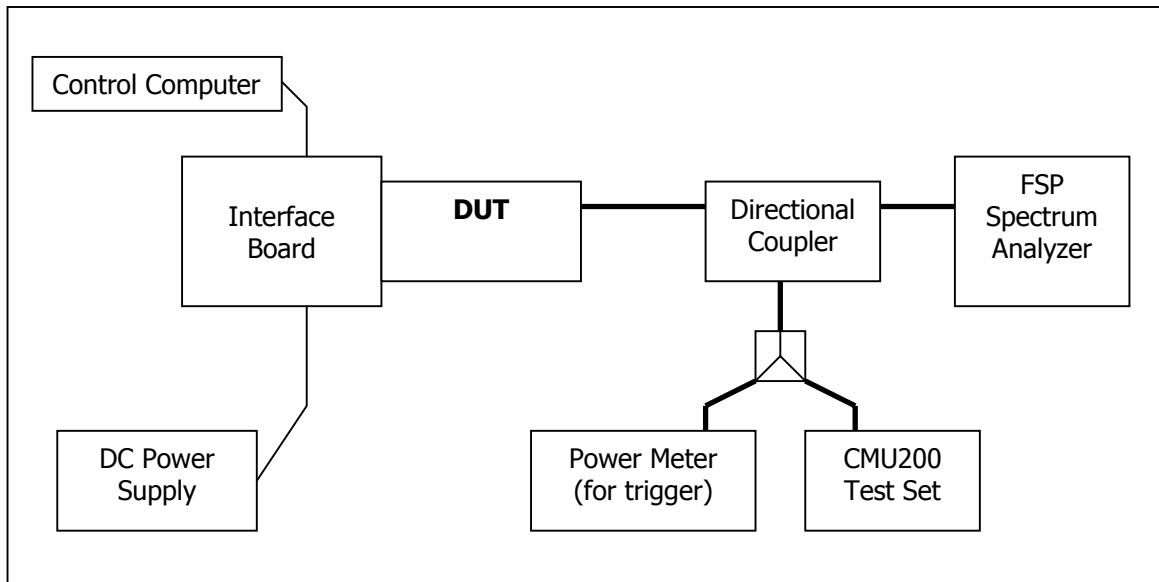 Control Computer
Interface
Board
DUT
Directional
Coupler
FSP
Spectrum
Analyzer
DC Power
Supply
Power Meter
(for trigger)
CMU200
Test Set